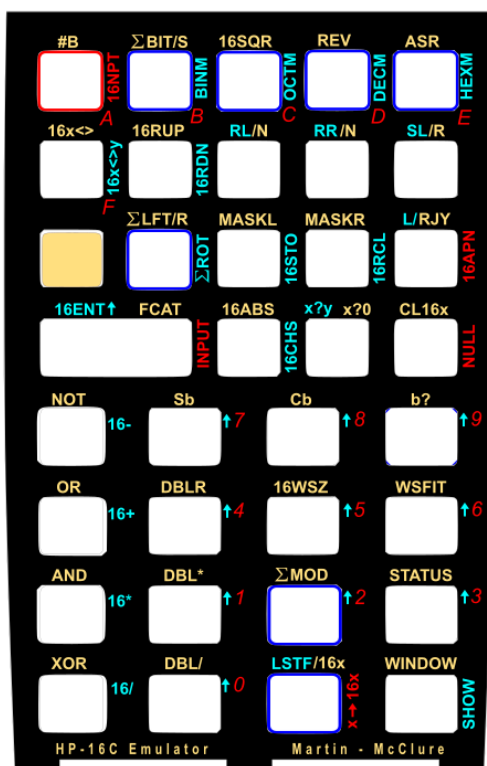 #B ΣBIT/S 16SQR REV ASR
16NPT BINM OCTM DECM HEXM
A B C D E
16x<> 16RUP RL/N RR/N SL/R
16x<>y 16RDN
F
ΣLFT/R MASKL MASKR L/RJY
ΣROT 16STO 16RCL 16APN
16ENT↑ FCAT 16ABS x?y x?0 CL16x
INPUT 16CHS NULL
NOT Sb Cb b?
16- ↑7 ↑8 ↑9
OR DBLR 16WSZ WSFIT
16+ ↑4 ↑5 ↑6
AND DBL* ΣMOD STATUS
16* ↑1 ↑2 ↑3
XOR DBL/ LSTF/16x WINDOW
16/ ↑0 x→16x SHOW
HP-16C Emulator Martin - McClure